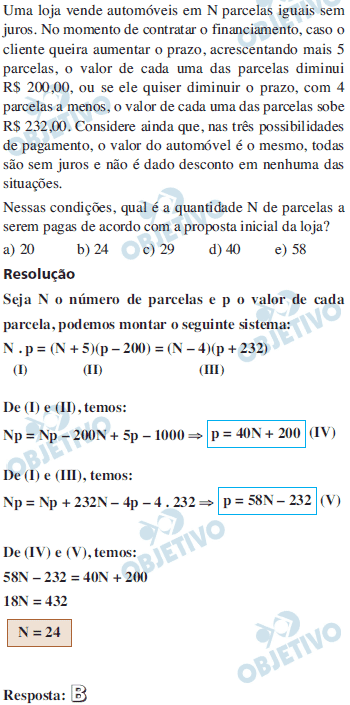 Uma loja vende automóveis em N parcelas iguais sem
juros. No momento de contratar o financiamento, caso o
cliente queira aumentar o prazo, acrescentando mais 5
parcelas, o valor de cada uma das parcelas diminui
R$ 200,00, ou se ele quiser diminuir o prazo, com 4
parcelas a menos, o valor de cada uma das parcelas sobe
R$ 232,00. Considere ainda que, nas três possibilidades
de pagamento, o valor do automóvel é o mesmo, todas
são sem juros e não é dado desconto em nenhuma das
situações.
Nessas condições, qual é a quantidade N de parcelas a
serem pagas de acordo com a proposta inicial da loja?
a) 20 b) 24 c) 29 d) 40 e) 58
Resolução
Seja N o número de parcelas e p o valor de cada
parcela, podemos montar o seguinte sistema:
N . p = (N + 5)(p – 200) = (N – 4)(p + 232)
(I) (II) (III)
De (I) e (II), temos:
Np = Np – 200N + 5p – 1000 ⇒ p = 40N + 200 (IV)
De (I) e (III), temos:
Np = Np + 232N – 4p – 4 . 232 ⇒ p = 58N – 232 (V)
De (IV) e (V), temos:
58N – 232 = 40N + 200
18N = 432
N = 24
Resposta: B
OBJETIVO
OBJETIVO
OBJETIVO
OBJETIVO
OBJETIVO
OBJETIVO
OBJETIVO